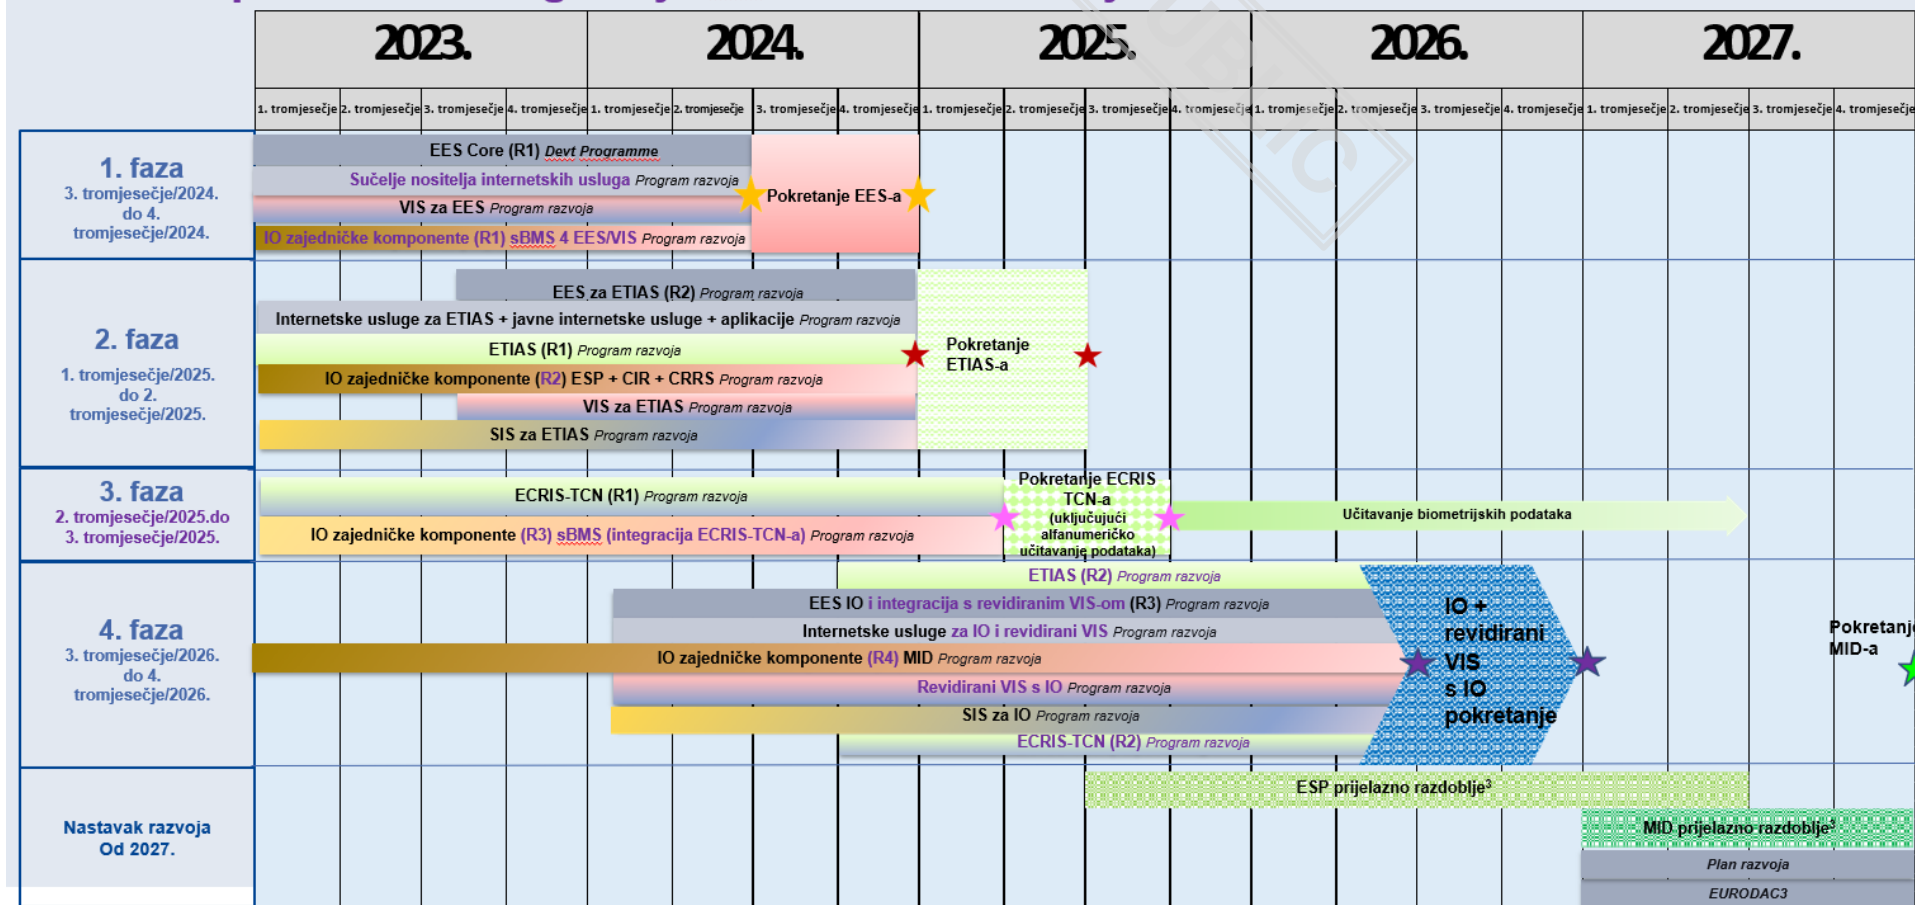 2023.
2024.
2025.
2026.
2027.
1. tromjesečje 2. tromjesečje 3. tromjesečje 4. tromjesečje 1. tromjesečje 2. tromjesečje 3. tromjesečje 4. tromjesečje 1. tromjesečje 2. tromjesečje 3. tromjesečje 4. tromjesečje 1. tromjesečje 2. tromjesečje 3. tromjesečje 4. tromjesečje 1. tromjesečje 2. tromjesečje 3. tromjesečje 4. tromjesečje
1. faza
3. tromjesečje/2024.
do 4.
tromjesečje/2024.
EES Core (R1) Devt Programme
Sučelje nositelja internetskih usluga Program razvoja
VIS za EES Program razvoja
IO zajedničke komponente (R1) sBMS 4 EES/VIS Program razvoja
Pokretanje EES-a
2. faza
1. tromjesečje/2025.
do 2.
tromjesečje/2025.
EES za ETIAS (R2) Program razvoja
Internetske usluge za ETIAS + javne internetske usluge + aplikacije Program razvoja
ETIAS (R1) Program razvoja
IO zajedničke komponente (R2) ESP + CIR + CRRS Program razvoja
VIS za ETIAS Program razvoja
SIS za ETIAS Program razvoja
Pokretanje
ETIAS-a
3. faza
2. tromjesečje/2025.do
3. tromjesečje/2025.
ECRIS-TCN (R1) Program razvoja
IO zajedničke komponente (R3) sBMS (integracija ECRIS-TCN-a) Program razvoja
Pokretanje ECRIS
TCN-a
(uključujući
alfanumeričko
učitavanje podataka)
Učitavanje biometrijskih podataka
4. faza
3. tromjesečje/2026.
do 4.
tromjesečje/2026.
ETIAS (R2) Program razvoja
EES IO i integracija s revidiranim VIS-om (R3) Program razvoja
Internetske usluge za IO i revidirani VIS Program razvoja
IO zajedničke komponente (R4) MID Program razvoja
Revidirani VIS s IO Program razvoja
SIS za IO Program razvoja
ECRIS-TCN (R2) Program razvoja
IO +
revidirani
VIS
s IO
pokretanje
Pokretanje
MID-a
Nastavak razvoja
Od 2027.
ESP prijelazno razdoblje³
MID prijelazno razdoblje³
Plan razvoja
EURODAC3
UBLIC